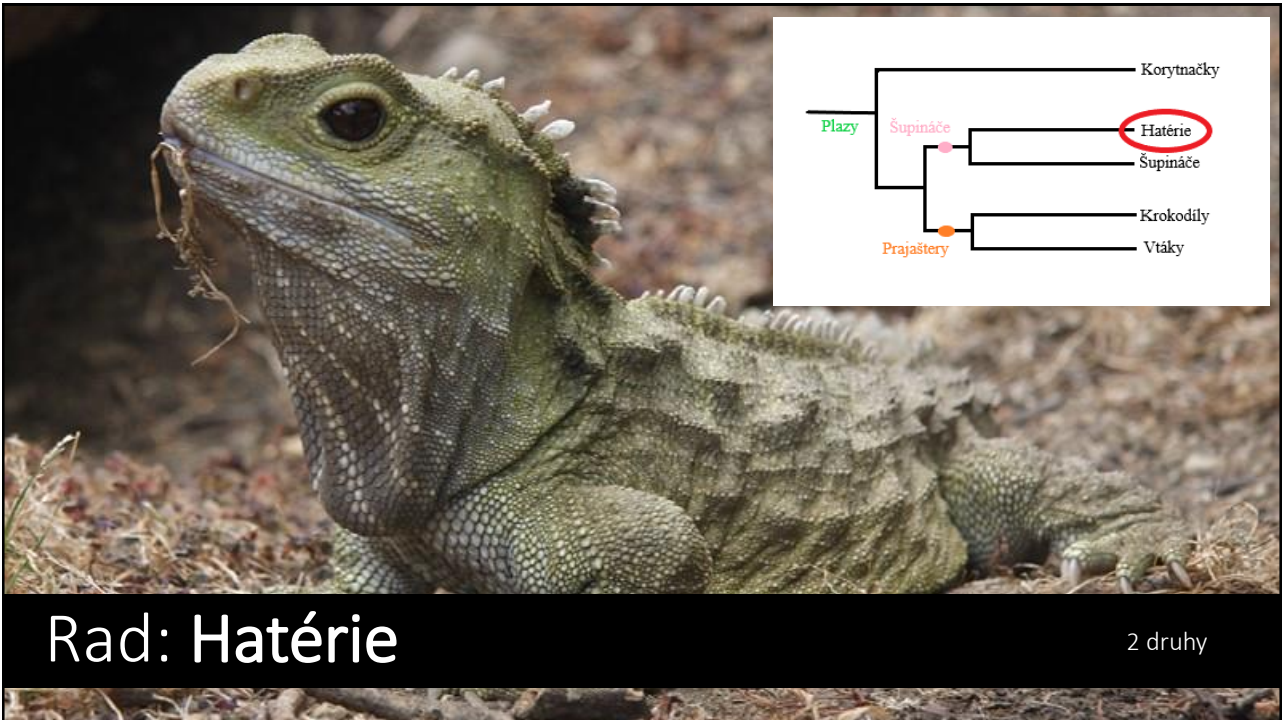 Korytnačky
Plazy
Šupináče
Hatérie
Šupináče
Krokodíly
Prajaštery
Vtáky
Rad: Hatérie
2 druhy